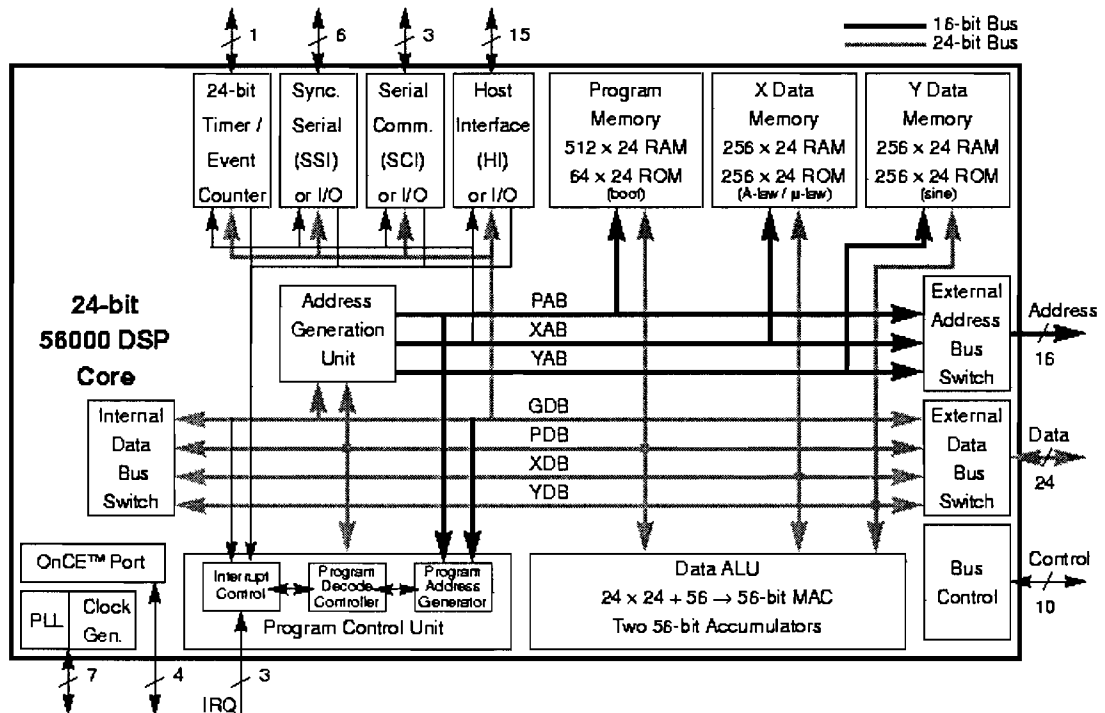 1
6
3
15
16-bit Bus
24-bit Bus
24-bit
Timer /
Event
Counter
Sync.
Serial
(SSI)
or I/O
Serial
Comm.
(SCI)
or I/O
Host
Interface
(HI)
or I/O
Program
Memory
512 × 24 RAM
64 × 24 ROM
(boot)
X Data
Memory
256 × 24 RAM
256 × 24 ROM
(A-law / μ-law)
Y Data
Memory
256 × 24 RAM
256 × 24 ROM
(sine)
24-bit
56000 DSP
Core
Address
Generation
Unit
PAB
XAB
YAB
External
Address
Bus
Switch
Address
16
Internal
Data
Bus
Switch
GDB
PDB
XDB
YDB
External
Data
Bus
Switch
Data
24
OnCE™ Port
PLL
Clock
Gen.
Interrupt
Control
Program
Decode
Controller
Program
Address
Generator
Program Control Unit
Data ALU
24 × 24 + 56 → 56-bit MAC
Two 56-bit Accumulators
Bus
Control
Control
10
7
4
3
IRQ